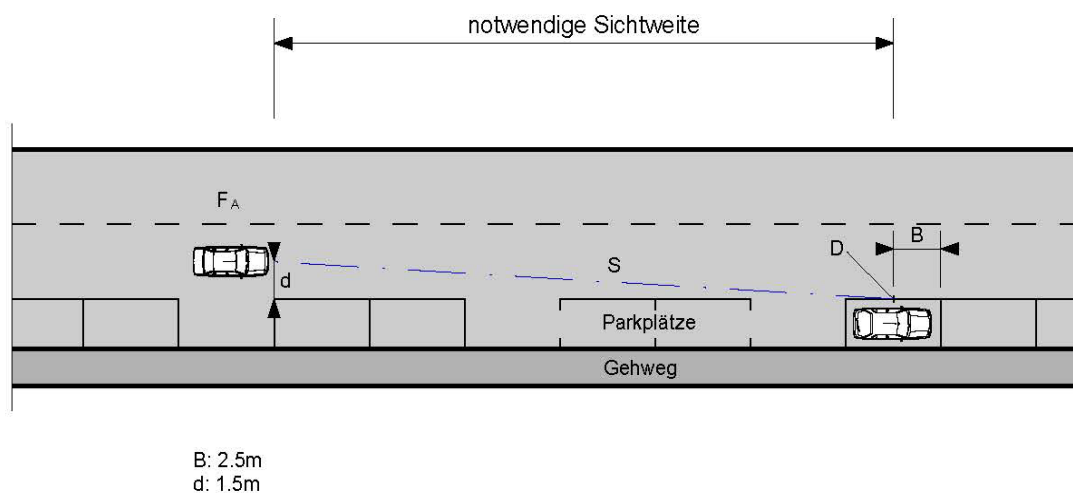 notwendige Sichtweite
F A
B
D
S
d
Parkplätze
Gehweg
B: 2.5m
d: 1.5m